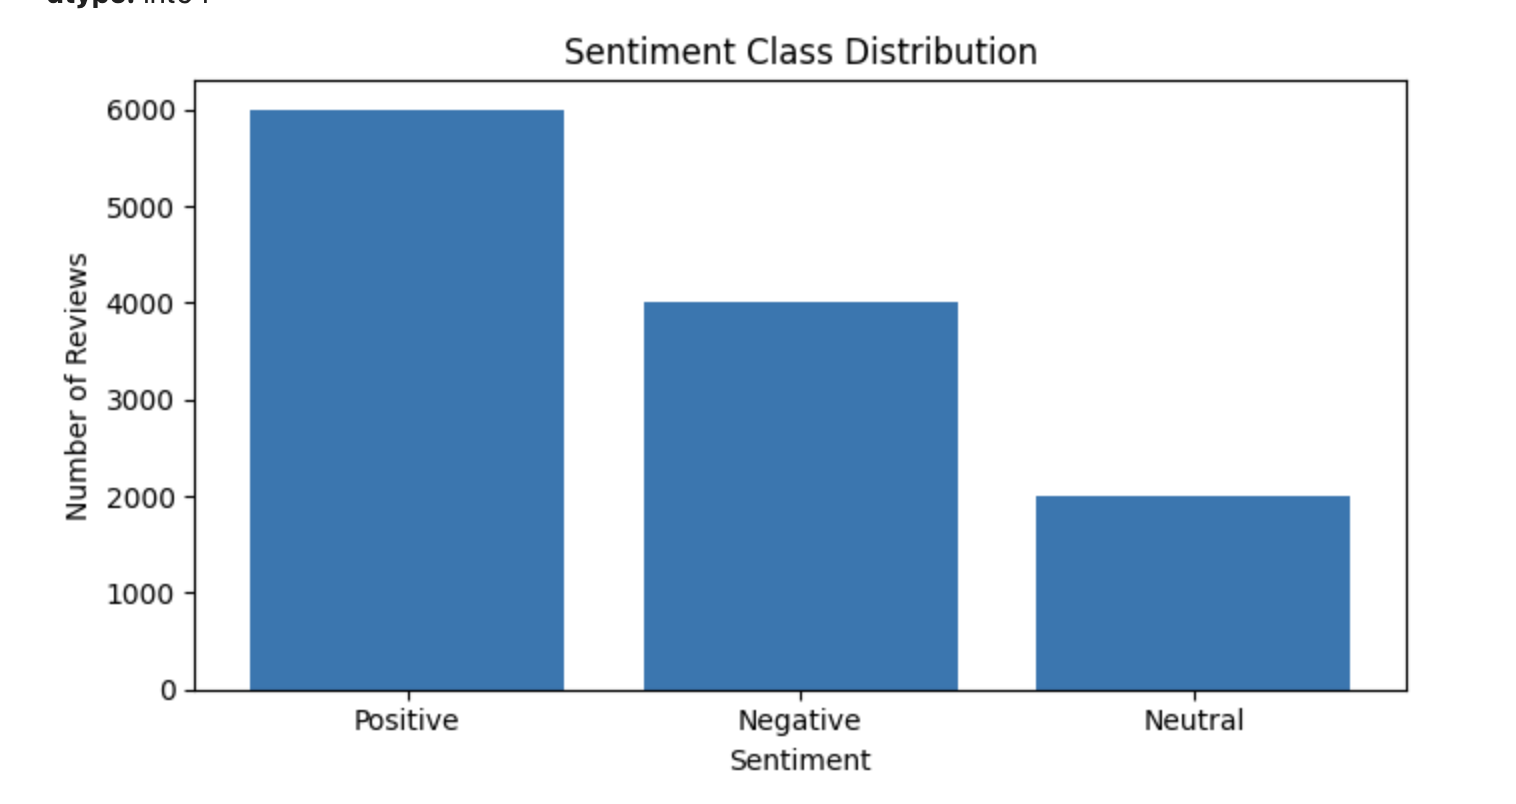 Sentiment Class Distribution
6000
5000
4000
3000
2000
1000
0
Number of Reviews
Positive Negative Neutral
Sentiment